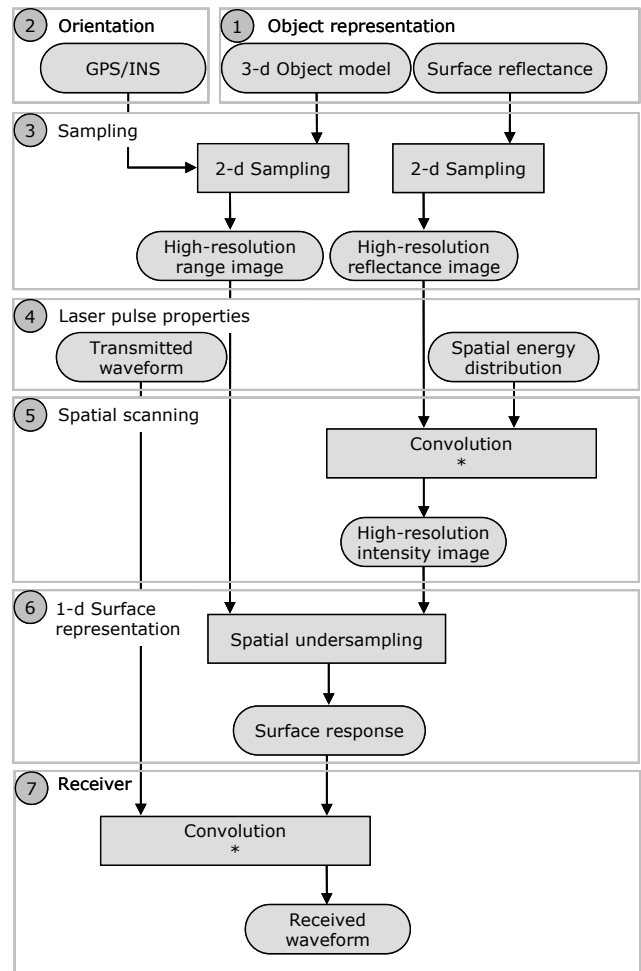 2 Orientation
GPS/INS
1 Object representation
3-d Object model
Surface reflectance
3 Sampling
2-d Sampling
2-d Sampling
High-resolution
range image
High-resolution
reflectance image
4 Laser pulse properties
Transmitted
waveform
Spatial energy
distribution
5 Spatial scanning
Convolution
*
High-resolution
intensity image
6 1-d Surface
representation
Spatial undersampling
Surface response
7 Receiver
Convolution
*
Received
waveform